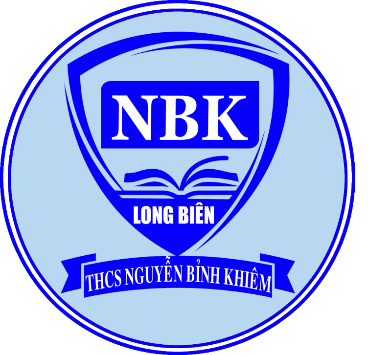 NBK
LONG BIÊN
THCS NGUYỄN BỈNH KHIÊM